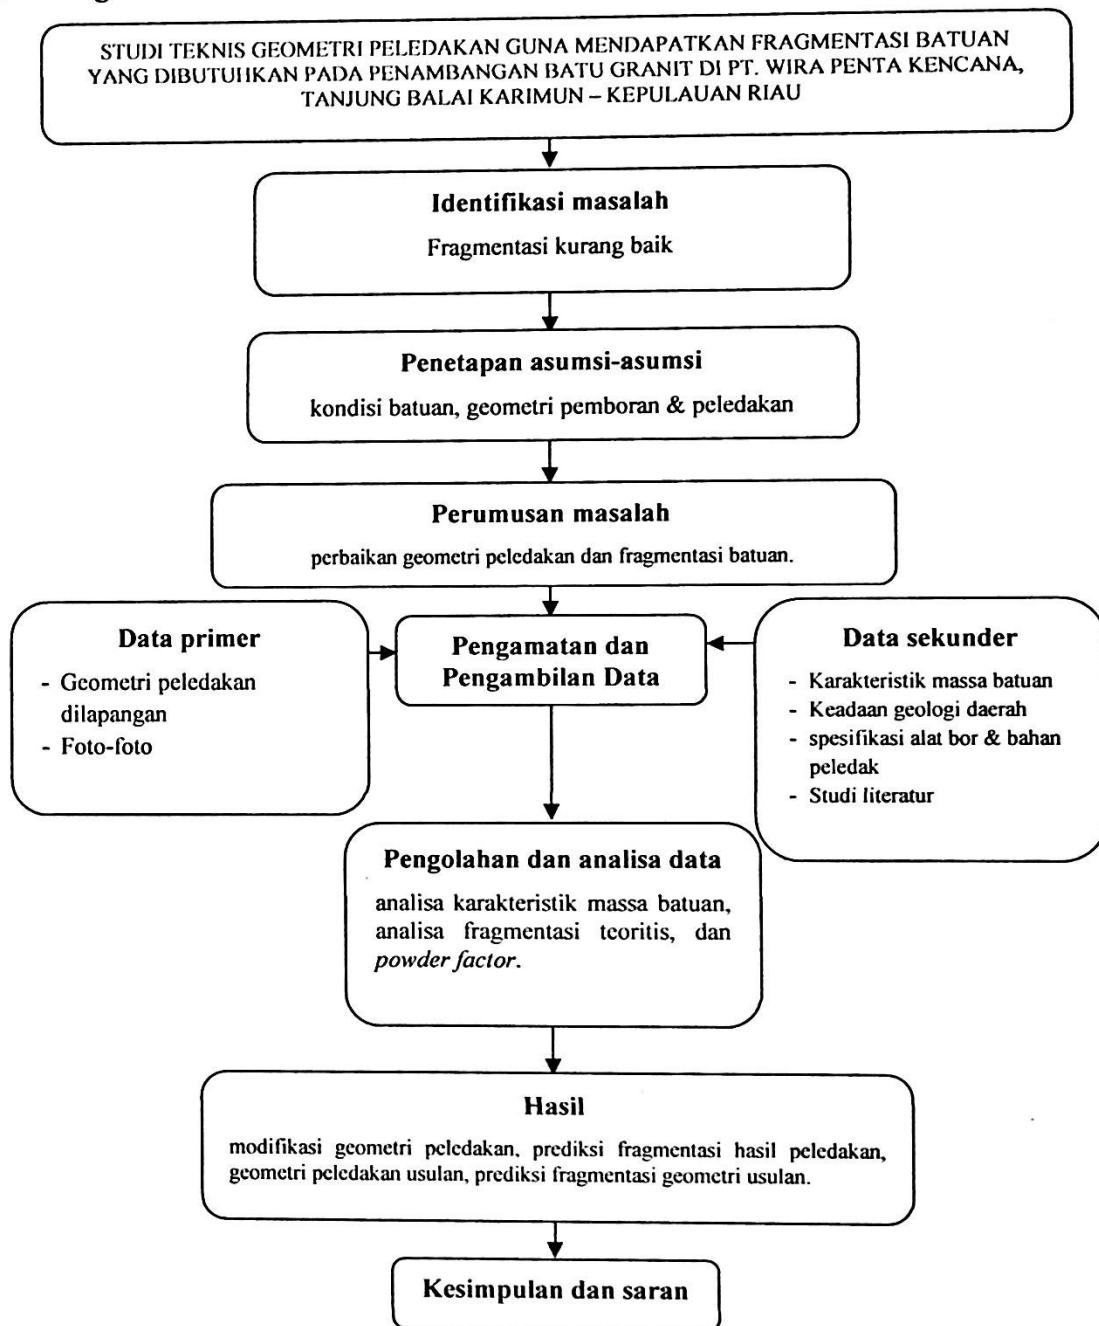 STUDI TEKNIS GEOMETRI PELEDAKAN GUNA MENDAPATKAN FRAGMENTASI BATUAN
YANG DIBUTUHKAN PADA PENAMBANGAN BATU GRANIT DI PT. WIRA PENTA KENCANA,
TANJUNG BALAI KARIMUN – KEPULAUAN RIAU
Identifikasi masalah
Fragmentasi kurang baik
Penetapan asumsi-asumsi
kondisi batuan, geometri pemboran & peledakan
Perumusan masalah
perbaikan geometri peledakan dan fragmentasi batuan.
Data primer
- Geometri peledakan
dilapangan
- Foto-foto
Pengamatan dan
Pengambilan Data
Data sekunder
- Karakteristik massa batuan
- Keadaan geologi daerah
- spesifikasi alat bor & bahan
peledak
- Studi literatur
Pengolahan dan analisa data
analisa karakteristik massa batuan,
analisa fragmentasi teoritis, dan
powder factor.
Hasil
modifikasi geometri peledakan, prediksi fragmentasi hasil peledakan,
geometri peledakan usulan, prediksi fragmentasi geometri usulan.
Kesimpulan dan saran